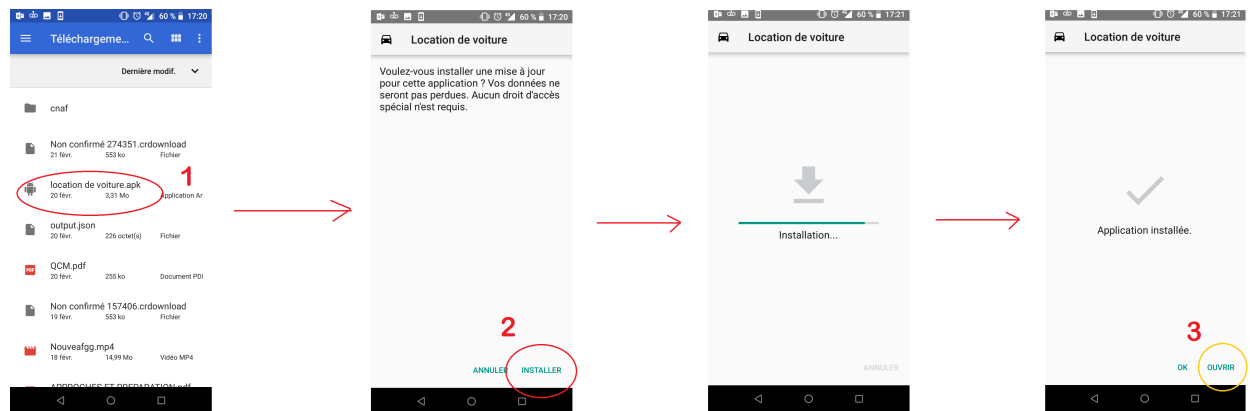 60 % 17:20
Téléchargeme...
Dernière modif.
cnaf
Non confirmé 274351.crdownload
21 févr. 553 ko Fichier
1
location de voiture.apk
20 févr. 3,31 Mo Application Ar
output.json
20 févr. 226 octet(s) Fichier
QCM.pdf
20 févr. 255 ko Document PDI
Non confirmé 157406.crdownload
19 févr. 553 ko Fichier
Nouveafgg.mp4
18 févr. 14,99 Mo Vidéo MP4
APPROCHES ET PREPARATION.pdf
60 % 17:20
Location de voiture
Voulez-vous installer une mise à jour
pour cette application ? Vos données ne
seront pas perdues. Aucun droit d'accès
spécial n'est requis.
2
ANNULER INSTALLER
60 % 17:21
Location de voiture
Installation...
ANNULER
60 % 17:21
Location de voiture
Application installée.
3
OK OUVRIR